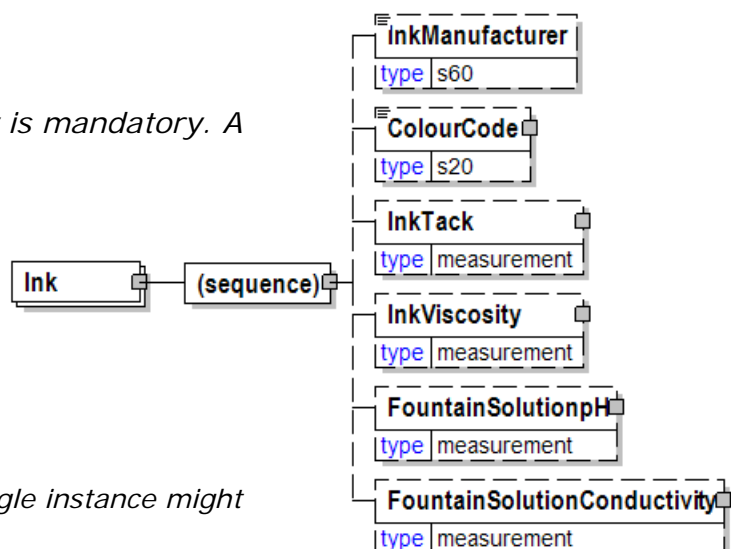 InkManufacturer
type s60
is mandatory. A
ColourCode
type s20
InkTack
type measurement
Ink
(sequence)
InkViscosity
type measurement
FountainSolutionpH
type measurement
gle instance might
FountainSolutionConductivity
type measurement